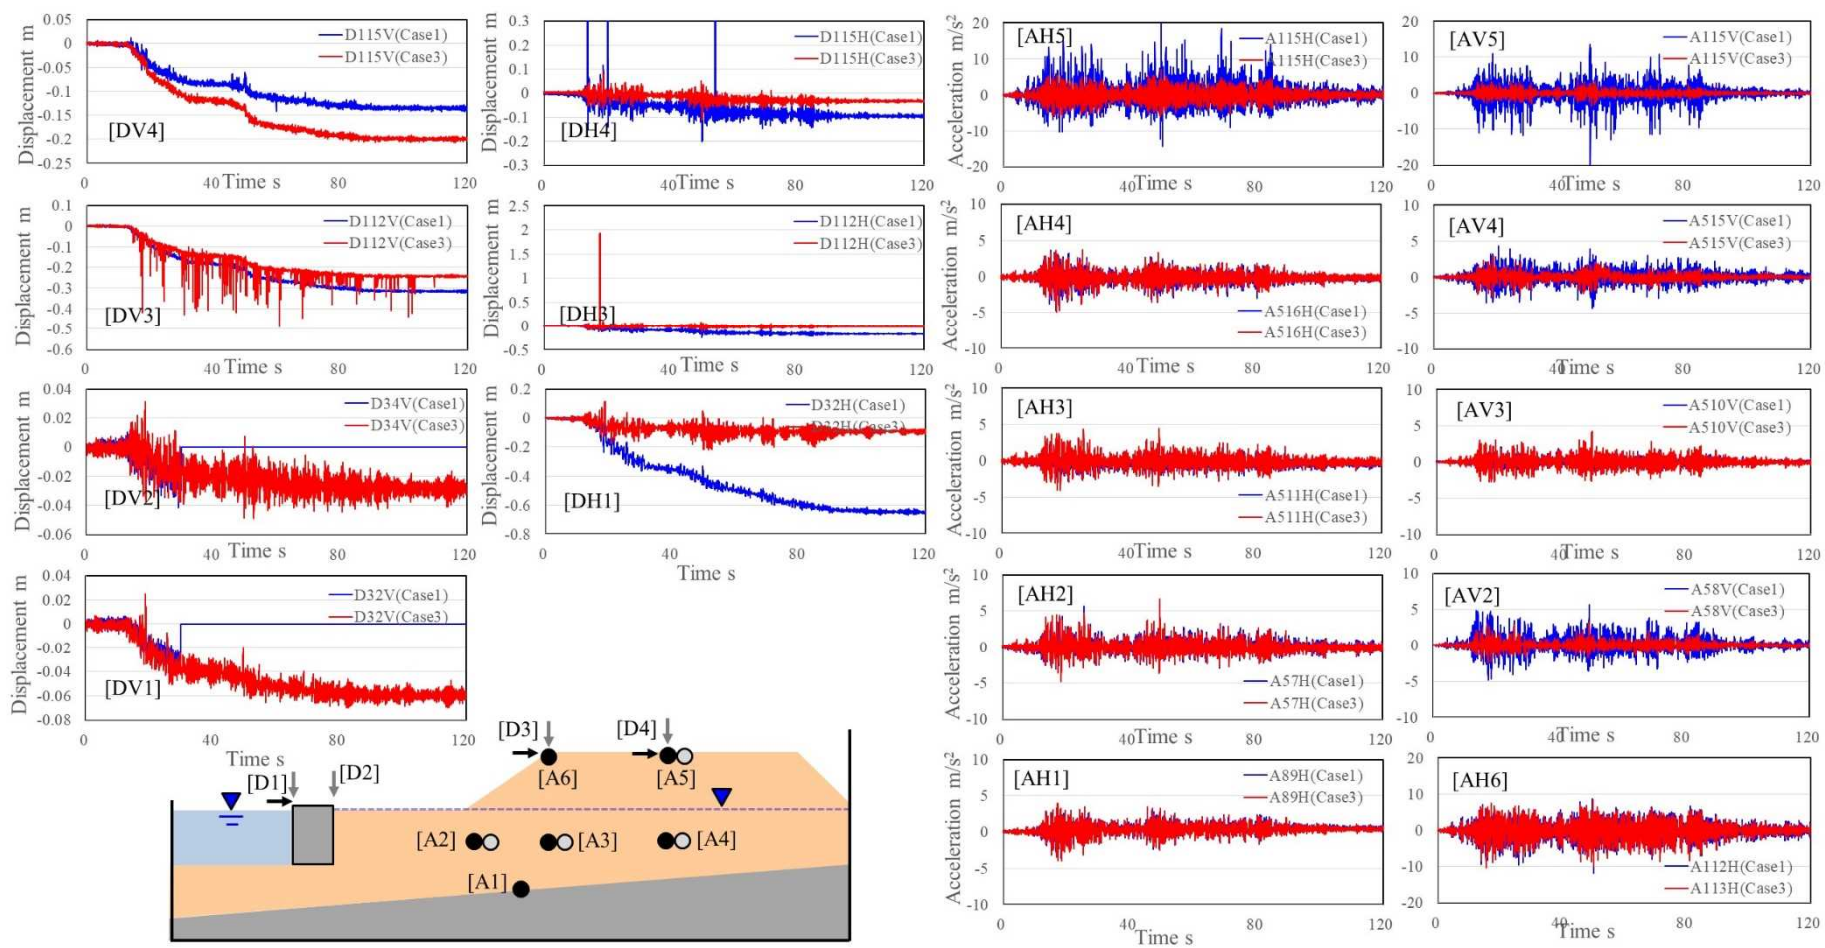 Displacement m
0.05
0
-0.05
-0.1
-0.15
-0.2
-0.25
D115V(Case1)
D115V(Case3)
[DV4]
0
40
Time s
80
120
Displacement m
0.3
0.2
0.1
0
-0.1
-0.2
-0.3
D115H(Case1)
D115H(Case3)
[DH4]
0
40
Time s
80
120
Acceleration m/s²
20
10
0
-10
-20
[AH5]
A115H(Case1)
A115H(Case3)
0
40
Time s
80
120
20
10
0
-10
-20
[AV5]
A115V(Case1)
A115V(Case3)
0
40
Time s
80
120
Displacement m
0.1
0
-0.1
-0.2
-0.3
-0.4
-0.5
-0.6
D112V(Case1)
D112V(Case3)
[DV3]
0
40
Time s
80
120
Displacement m
2.5
2
1.5
1
0.5
0
-0.5
D112H(Case1)
D112H(Case3)
[DH3]
0
40
Time s
80
120
Acceleration m/s²
10
5
0
-5
-10
[AH4]
A516H(Case1)
A516H(Case3)
0
40
Time s
80
120
10
5
0
-5
-10
[AV4]
A515V(Case1)
A515V(Case3)
0
40
Time s
80
120
Displacement m
0.04
0.02
0
-0.02
-0.04
-0.06
D34V(Case1)
D34V(Case3)
[DV2]
0
40
Time s
80
120
Displacement m
0.2
0
-0.2
-0.4
-0.6
-0.8
D32H(Case1)
D32H(Case3)
[DH1]
0
40
80
120
Time s
Acceleration m/s²
10
5
0
-5
-10
[AH3]
A511H(Case1)
A511H(Case3)
0
40
Time s
80
120
10
5
0
-5
-10
[AV3]
A510V(Case1)
A510V(Case3)
0
40
Time s
80
120
Displacement m
0.04
0.02
0
-0.02
-0.04
-0.06
-0.08
D32V(Case1)
D32V(Case3)
[DV1]
0
40
80
120
Time s
Acceleration m/s²
10
5
0
-5
-10
[AH2]
A57H(Case1)
A57H(Case3)
0
40
Time s
80
120
10
5
0
-5
-10
[AV2]
A58V(Case1)
A58V(Case3)
0
40
Time s
80
120
[D3]
[D4]
[D1]
[D2]
[A6]
[A5]
[A2]
[A3]
[A4]
[A1]
Acceleration m/s²
10
5
0
-5
-10
[AH1]
A89H(Case1)
A89H(Case3)
0
40
Time s
80
120
20
10
0
-10
-20
[AH6]
A112H(Case1)
A113H(Case3)
0
40
Time s
80
120